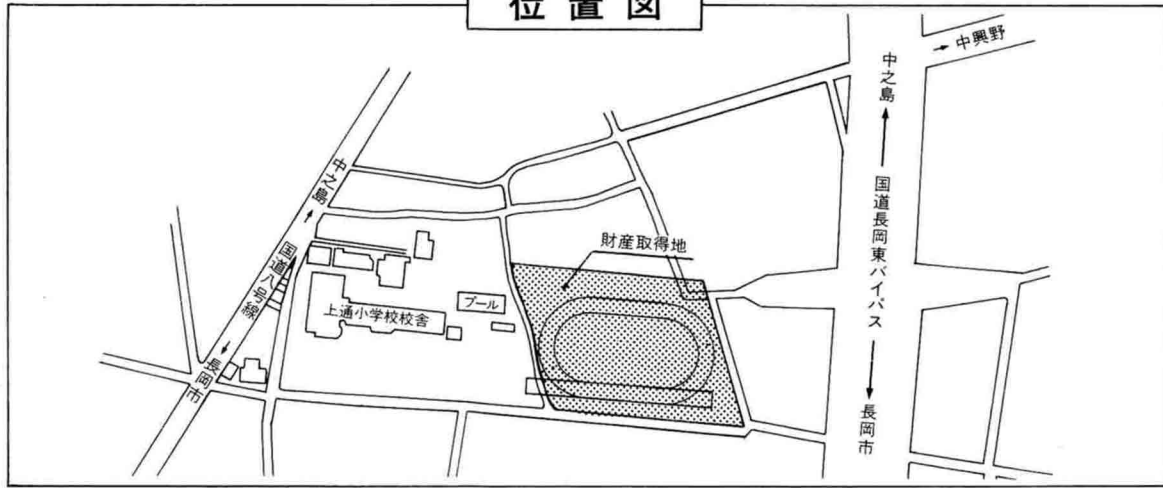 位置図
中興野
中之島
国道長岡東バイパス
長岡市
中之島
国道八号線
長岡市
財産取得地
プール
上通小学校校舎